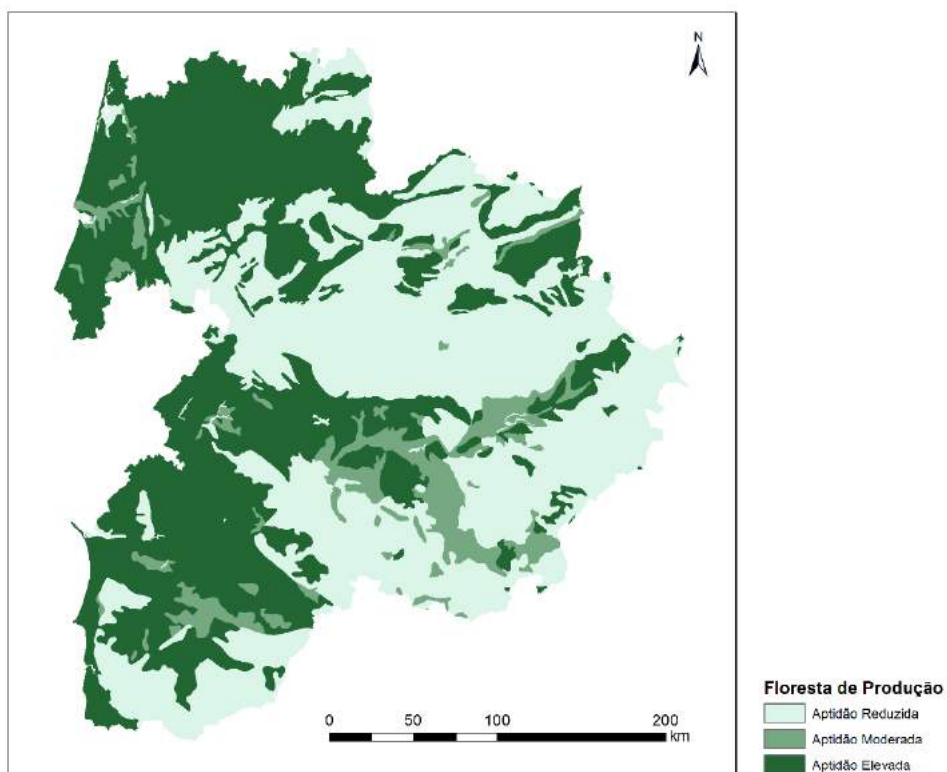 N
0 50 100 200
km
Floresta de Produção
Aptidão Reduzida
Aptidão Moderada
Aptidão Elevada